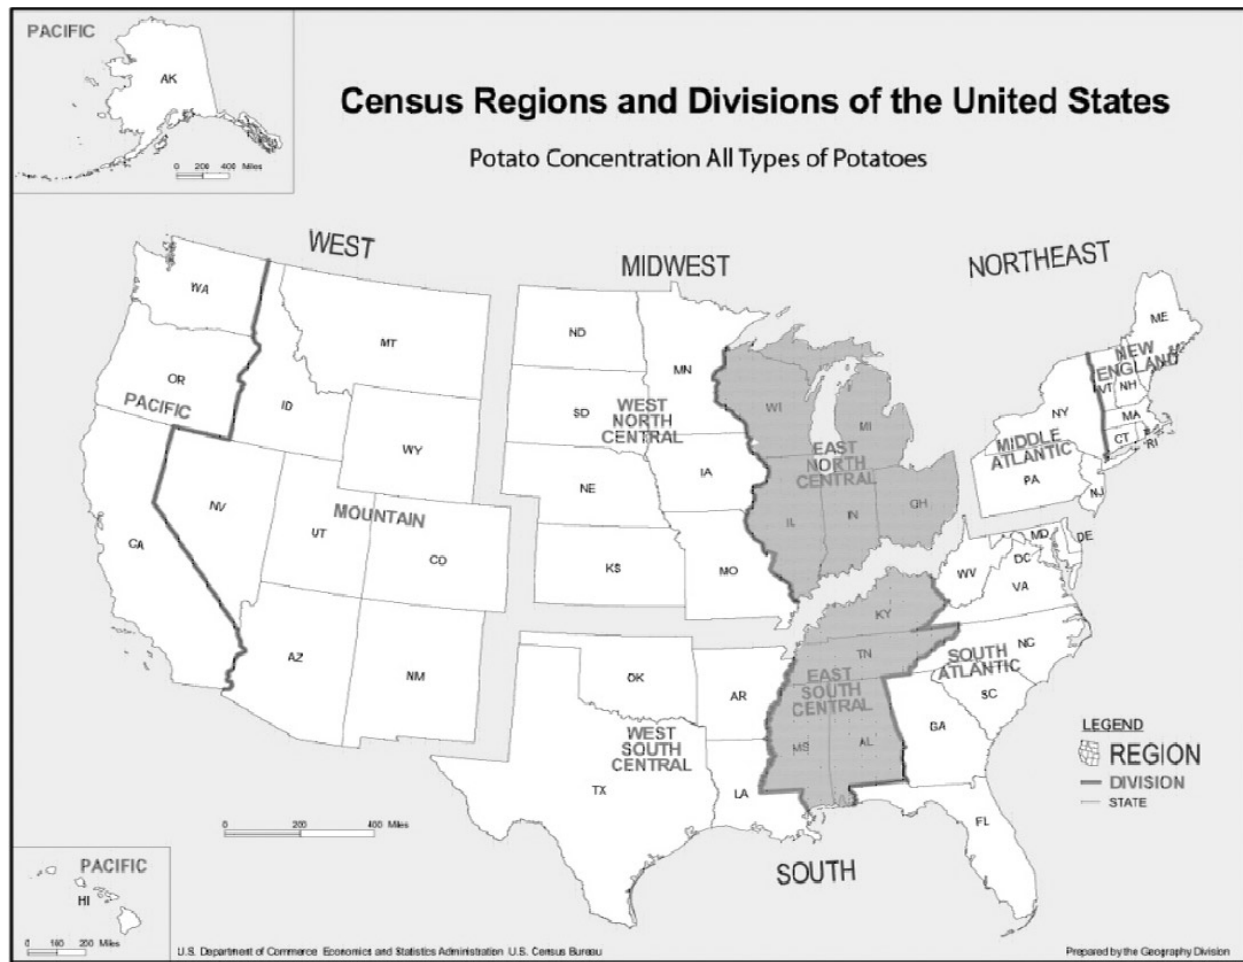 PACIFIC
AK
0 200 400 Miles
Census Regions and Divisions of the United States
Potato Concentration All Types of Potatoes
WEST
MIDWEST
NORTHEAST
WA
MT
ND
MN
ME
OR
PACIFIC
ID
SD
WEST
NORTH
CENTRAL
WI
MI
NY
NEW
ENGLAND
VT
NH
MA
CT
RI
WY
IA
EAST
NORTH
CENTRAL
MIDDLE
ATLANTIC
PA
NJ
NV
UT
MOUNTAIN
CO
NE
IL
IN
OH
CA
KS
MO
WV
MD
DE
DC
VA
KY
AZ
NM
OK
AR
TN
EAST
SOUTH
CENTRAL
NC
SOUTH
ATLANTIC
SC
WEST
SOUTH
CENTRAL
TX
LA
MS
AL
GA
FL
LEGEND
REGION
DIVISION
STATE
0 200 400 Miles
SOUTH
PACIFIC
HI
0 100 200 Miles
U.S. Department of Commerce Economics and Statistics Administration U.S. Census Bureau
Prepared by the Geography Division